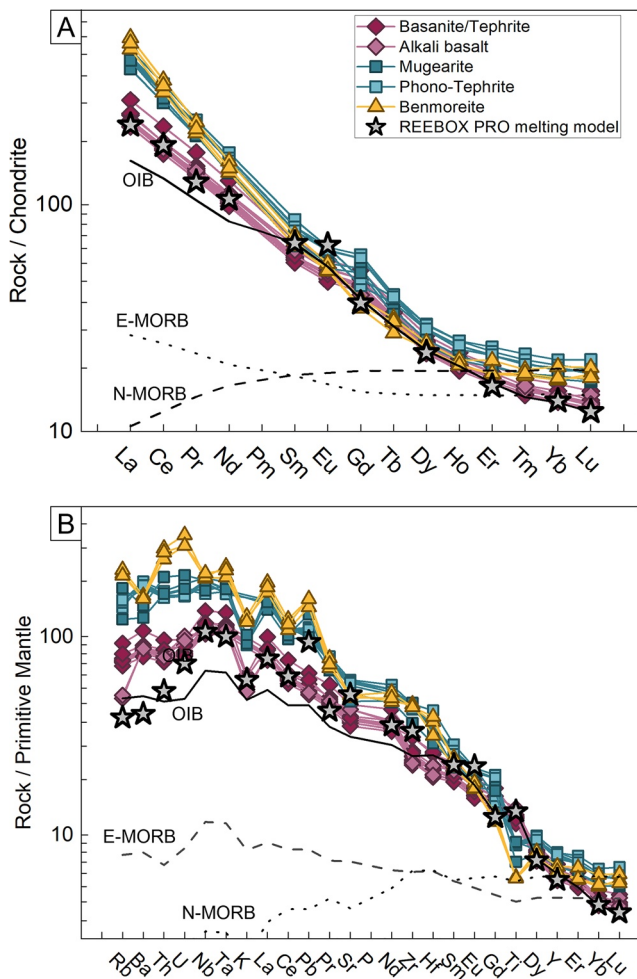 A
Basanite/Tephrite
Alkali basalt
Mugearite
Phono-Tephrite
Benmoreite
REEBOX PRO melting model
Rock / Chondrite
100
10
OIB
E-MORB
N-MORB
La Ce Pr Nd Pm Sm Eu Gd Tb Dy Ho Er Tm Yb Lu
B
Rock / Primitive Mantle
100
10
OIB
OIB
E-MORB
N-MORB
Rb Ba Th U Nb Ta K La Ce Pb Pr Sr P Nd Zr Hf Sm Eu Gd Ti Dy Y Er Yb Lu